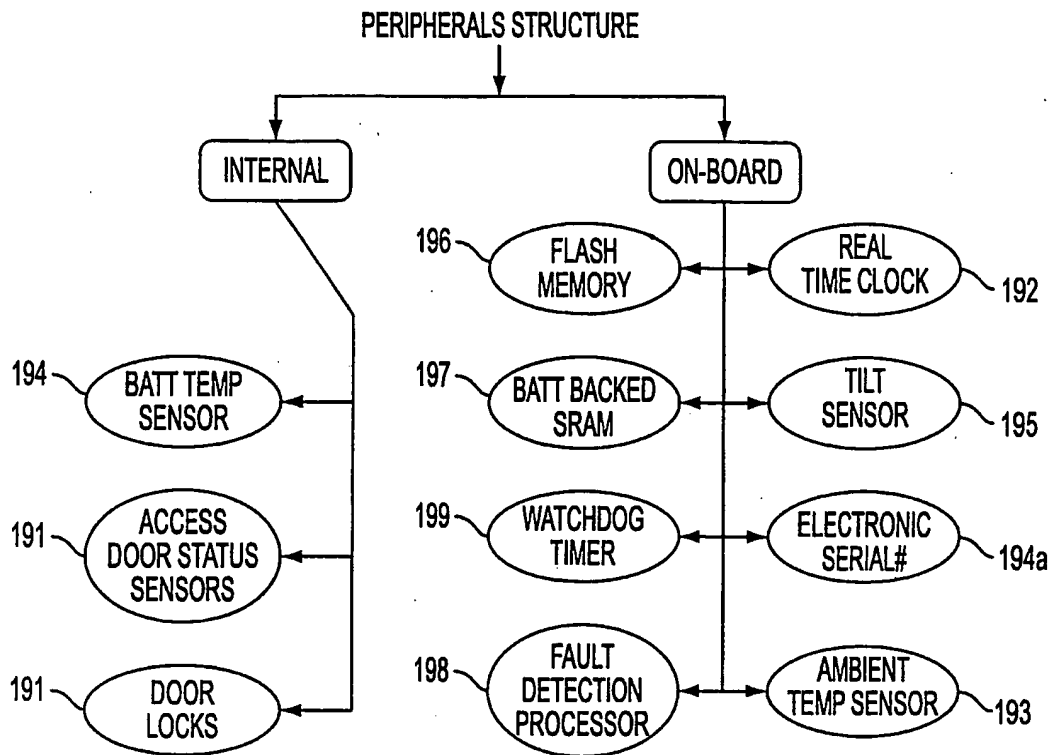 PERIPHERALS STRUCTURE
INTERNAL
ON-BOARD
196
FLASH
MEMORY
REAL
TIME CLOCK
192
194
BATT TEMP
SENSOR
197
BATT BACKED
SRAM
TILT
SENSOR
195
191
ACCESS
DOOR STATUS
SENSORS
199
WATCHDOG
TIMER
ELECTRONIC
SERIAL#
194a
191
DOOR
LOCKS
198
FAULT
DETECTION
PROCESSOR
AMBIENT
TEMP SENSOR
193